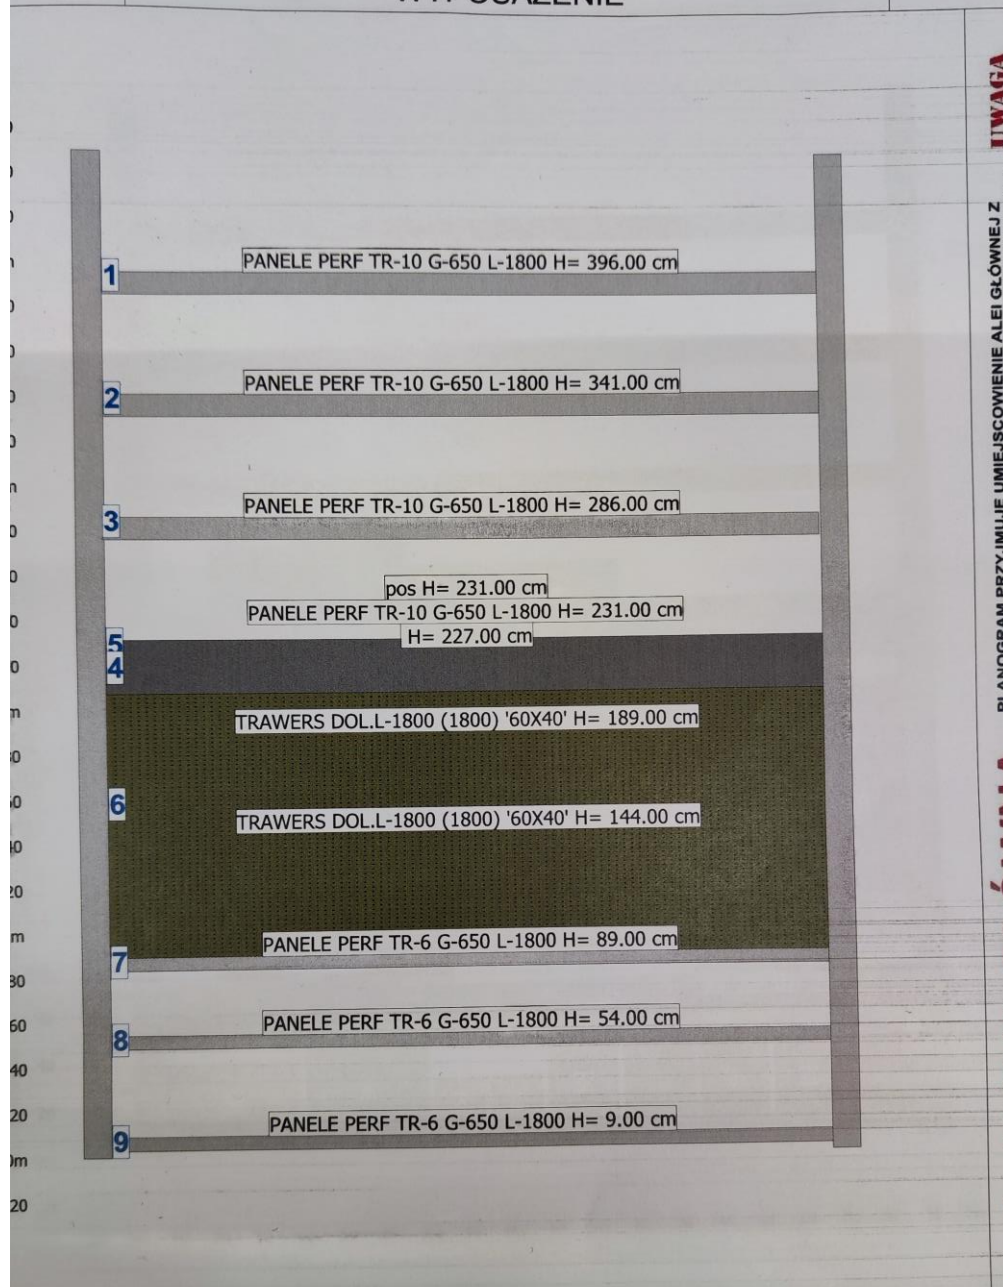 UWAGA
PLANOGRAM PRZYJMUJE UMIEJSCOWIENIE ALEI GŁÓWNEJ Z
1
PANELE PERF TR-10 G-650 L-1800 H= 396.00 cm
2
PANELE PERF TR-10 G-650 L-1800 H= 341.00 cm
3
PANELE PERF TR-10 G-650 L-1800 H= 286.00 cm
pos H= 231.00 cm
PANELE PERF TR-10 G-650 L-1800 H= 231.00 cm
5
H= 227.00 cm
4
TRAWERS DOL.L-1800 (1800) '60X40' H= 189.00 cm
6
TRAWERS DOL.L-1800 (1800) '60X40' H= 144.00 cm
7
PANELE PERF TR-6 G-650 L-1800 H= 89.00 cm
60
8
PANELE PERF TR-6 G-650 L-1800 H= 54.00 cm
40
20
9
PANELE PERF TR-6 G-650 L-1800 H= 9.00 cm
20